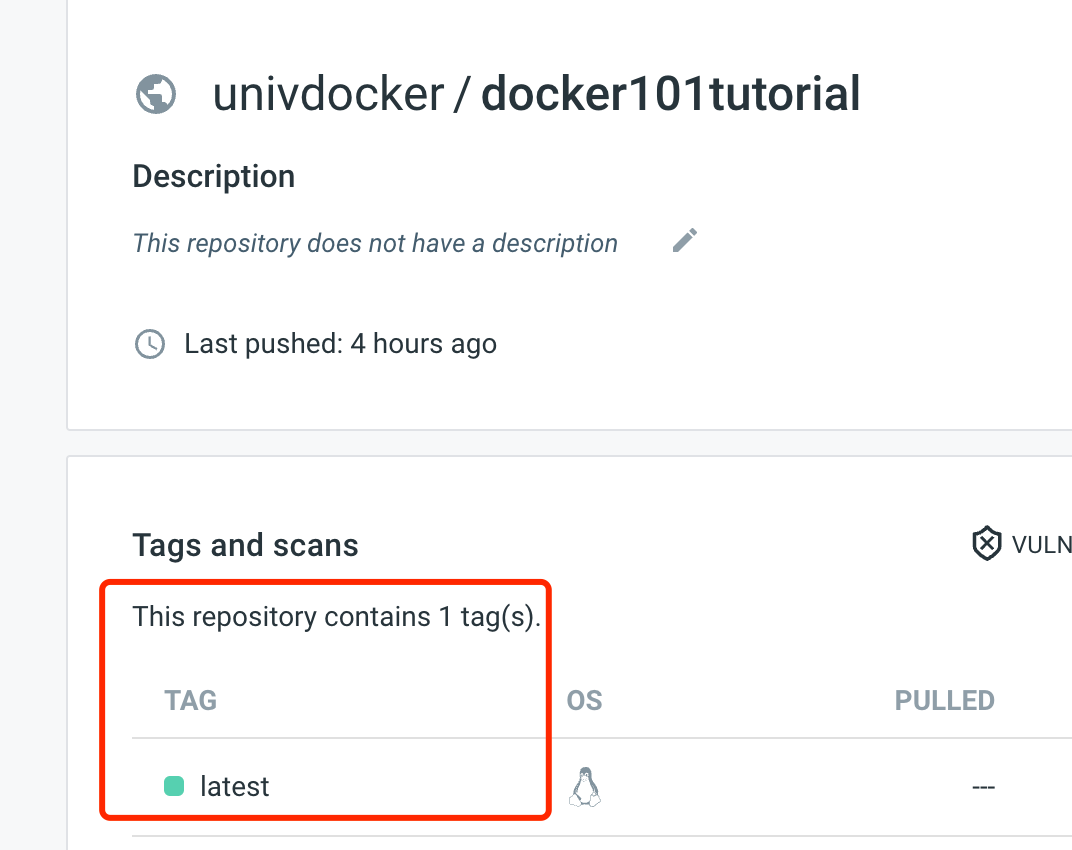 univdocker / docker101tutorial
Description
This repository does not have a description
Last pushed: 4 hours ago
Tags and scans
VULN
This repository contains 1 tag(s).
TAG OS PULLED
latest ---